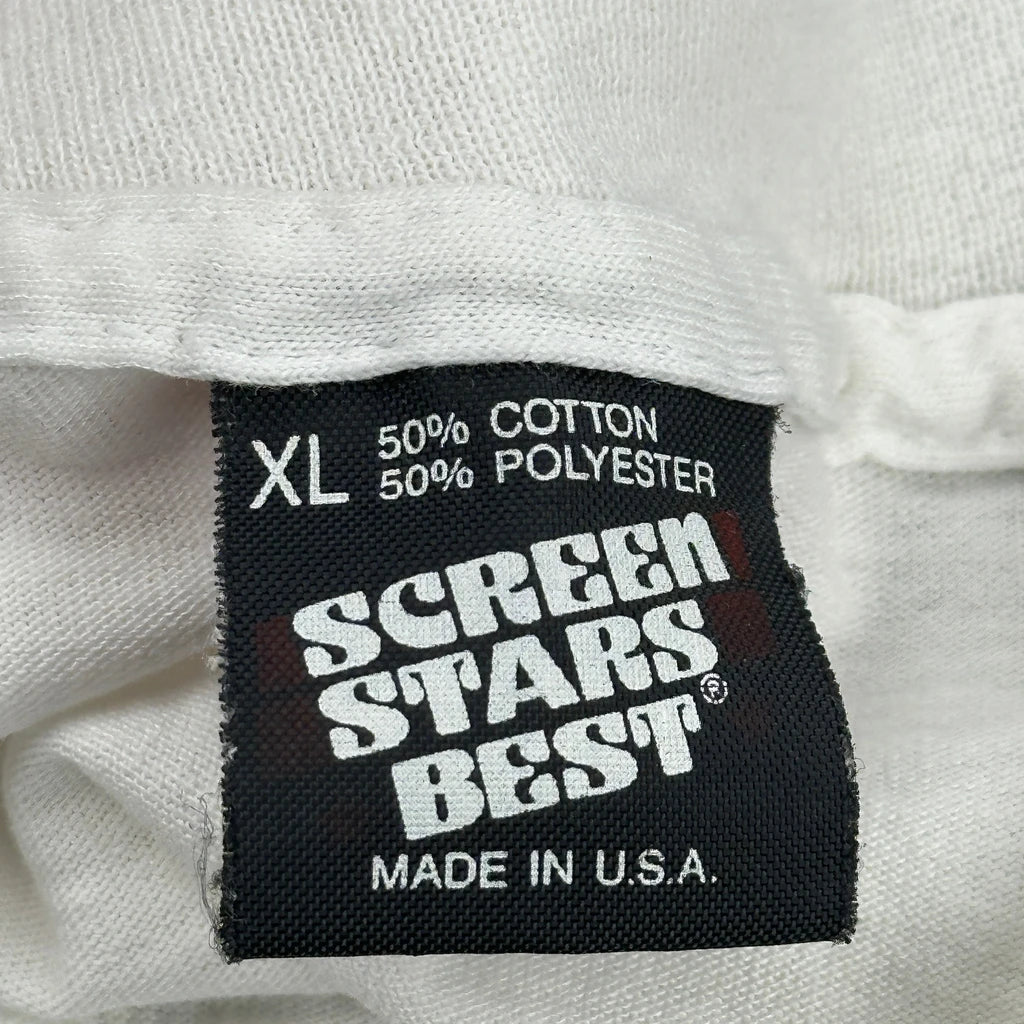 XL 50% COTTON
50% POLYESTER
SCREEN
STARS
BEST®
MADE IN U.S.A.